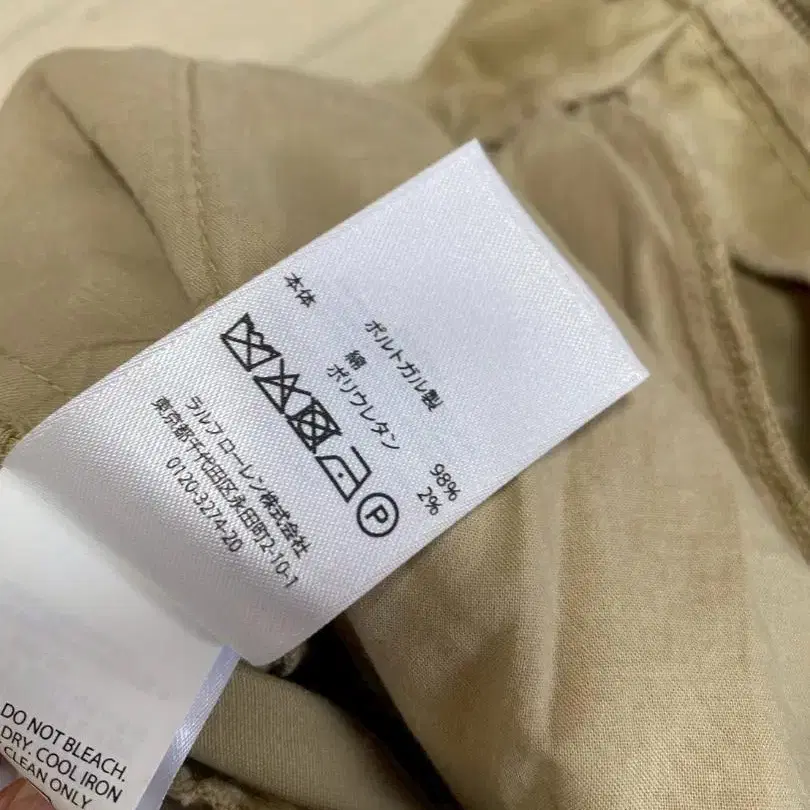 ポルトガル製
本体
綿 98%
ポリウレタン 2%
P
ラルフ ローレン株式会社
東京都千代田区永田町2-10-1
0120-3274-20
DO NOT BLEACH.
DRY. COOL IRON
CLEAN ONLY